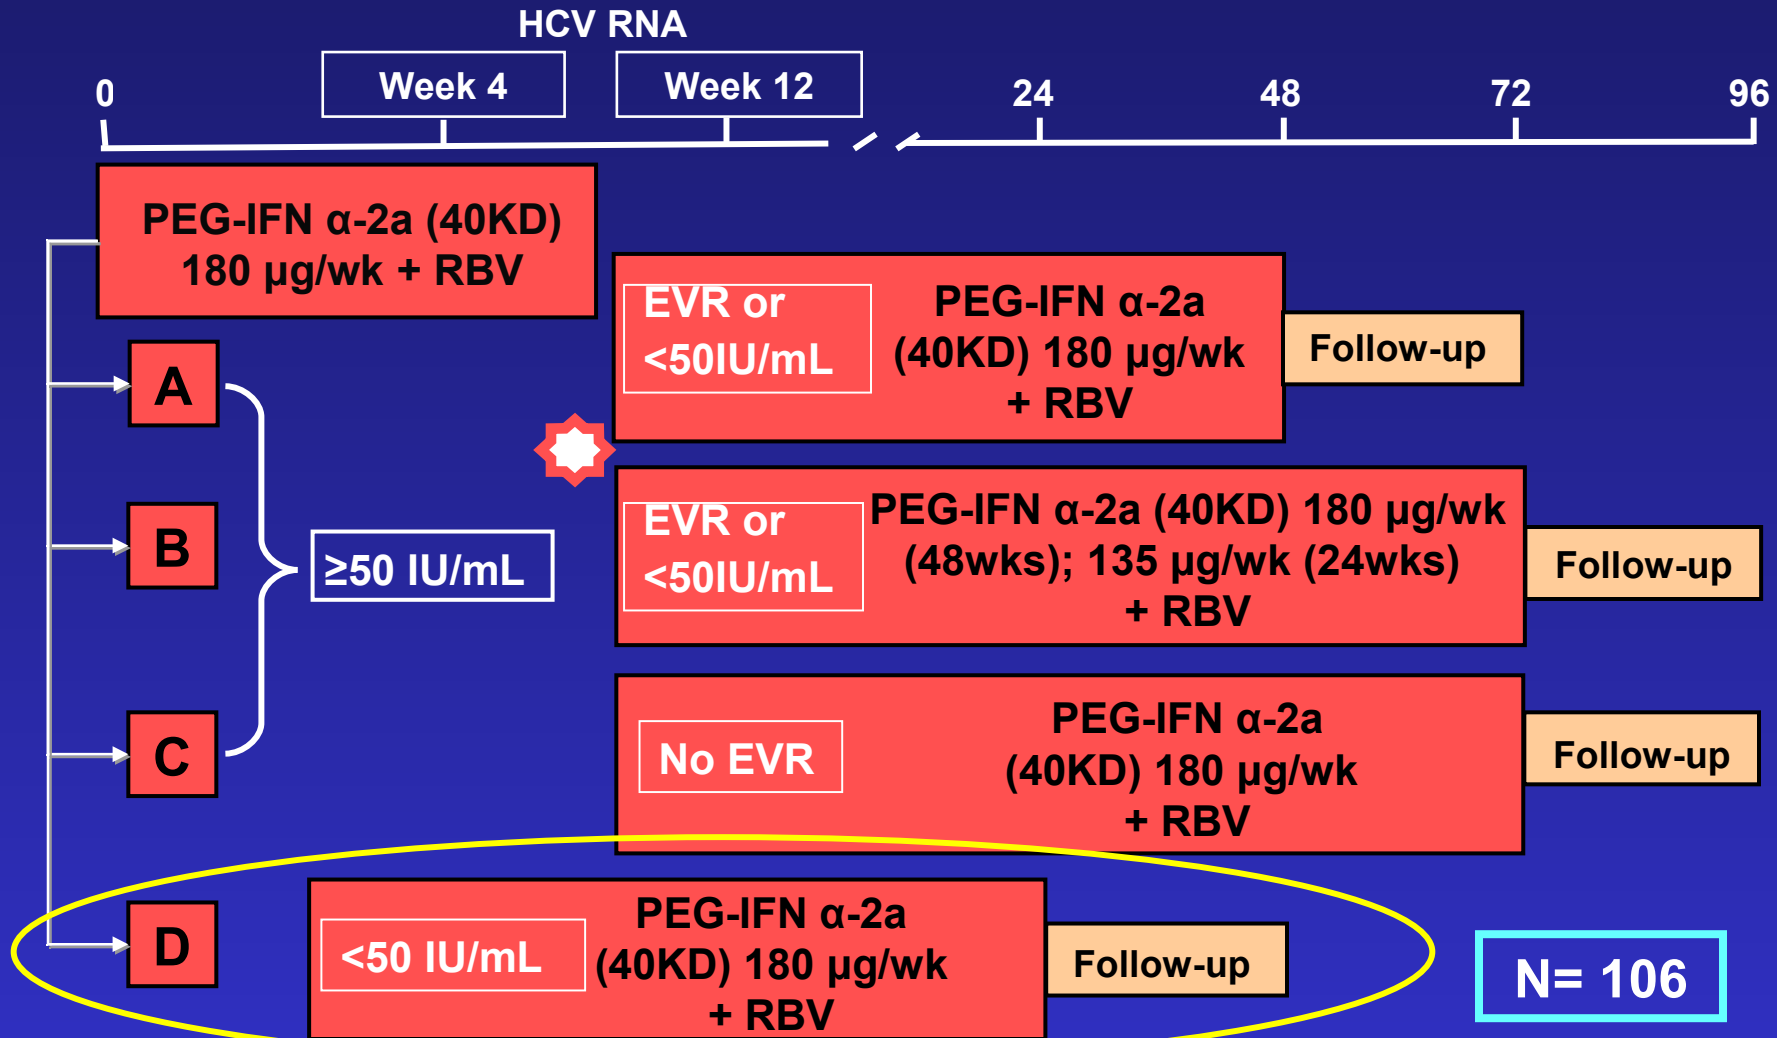 HCV RNA
0
Week 4
Week 12
24
48
72
96
PEG-IFN α-2a (40KD)
180 µg/wk + RBV
EVR or
<50IU/mL
PEG-IFN α-2a
(40KD) 180 µg/wk
+ RBV
Follow-up
A
B
≥50 IU/mL
EVR or
<50IU/mL
PEG-IFN α-2a (40KD) 180 µg/wk
(48wks); 135 µg/wk (24wks)
+ RBV
Follow-up
C
No EVR
PEG-IFN α-2a
(40KD) 180 µg/wk
+ RBV
Follow-up
D
<50 IU/mL
PEG-IFN α-2a
(40KD) 180 µg/wk
+ RBV
Follow-up
N= 106